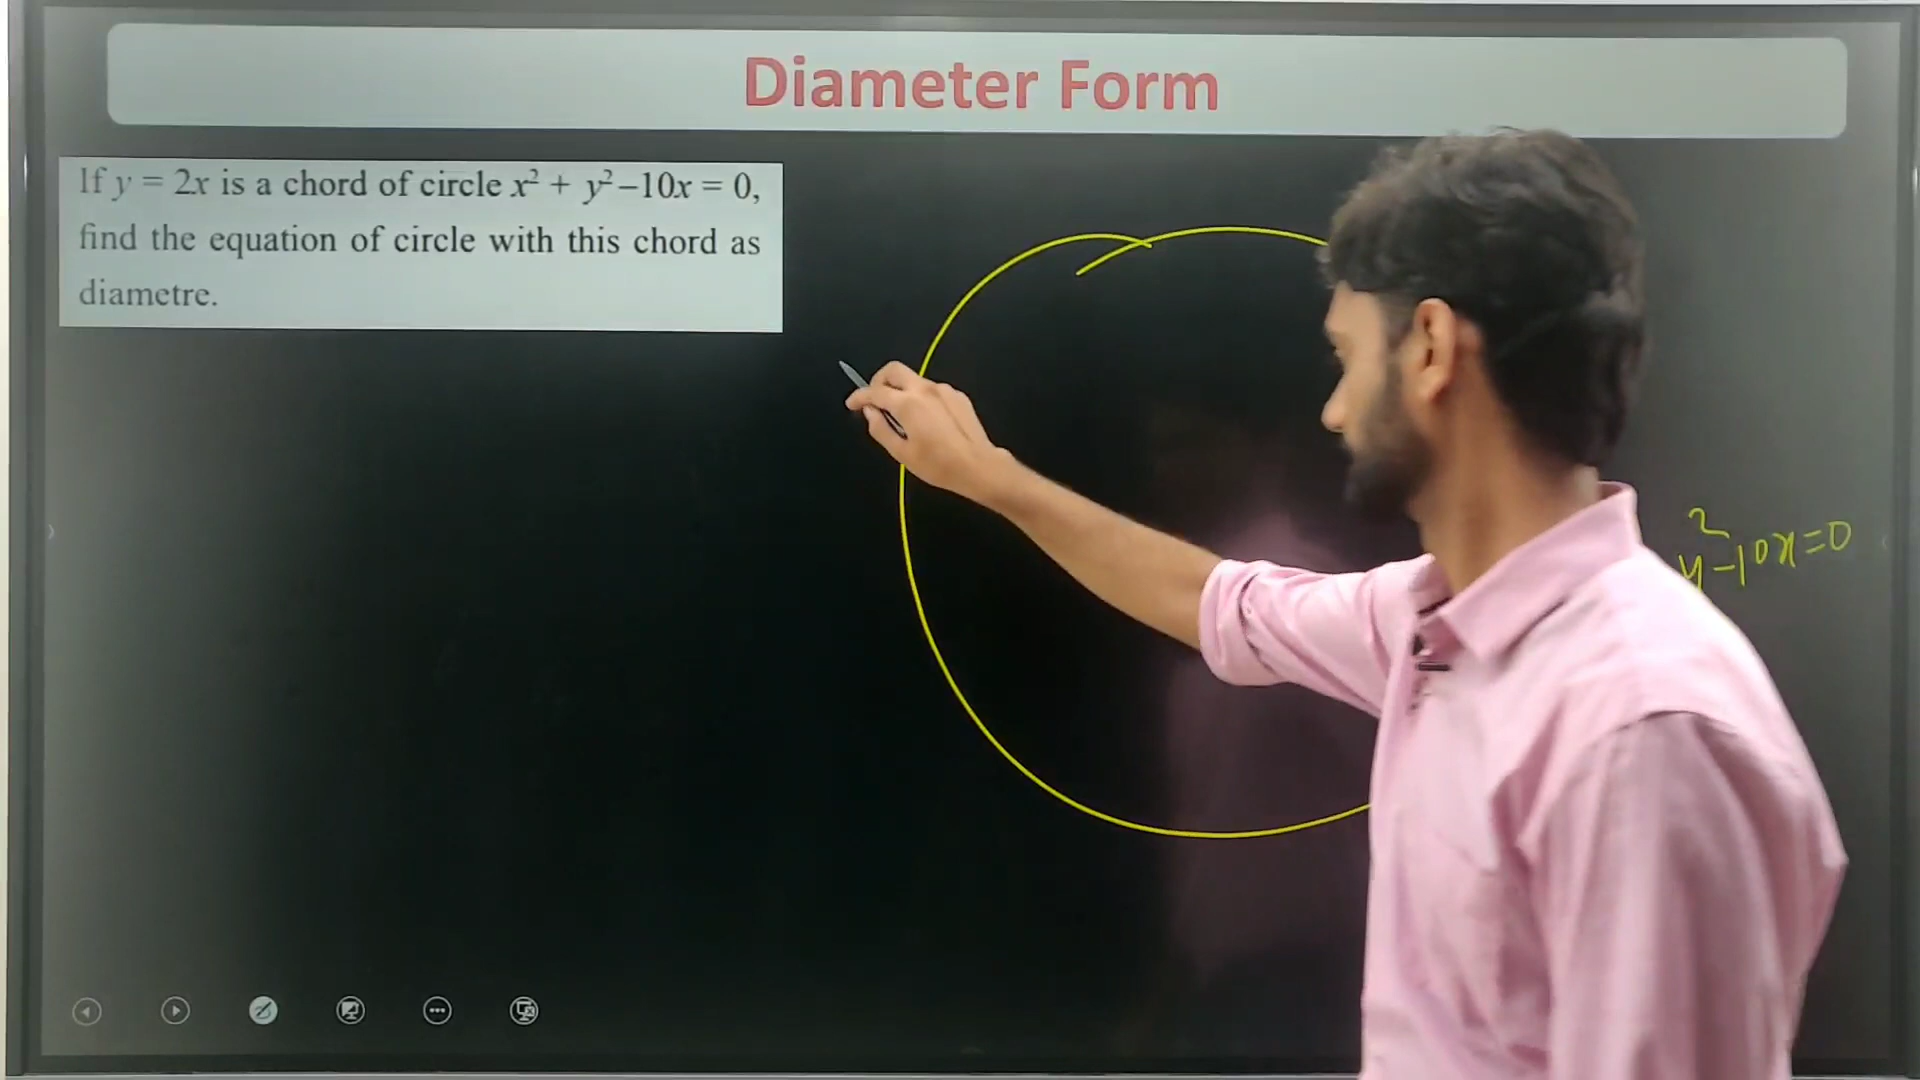 Diameter Form
If y = 2x is a chord of circle x² + y²–10x = 0,
find the equation of circle with this chord as
diametre.
y²-10x=0